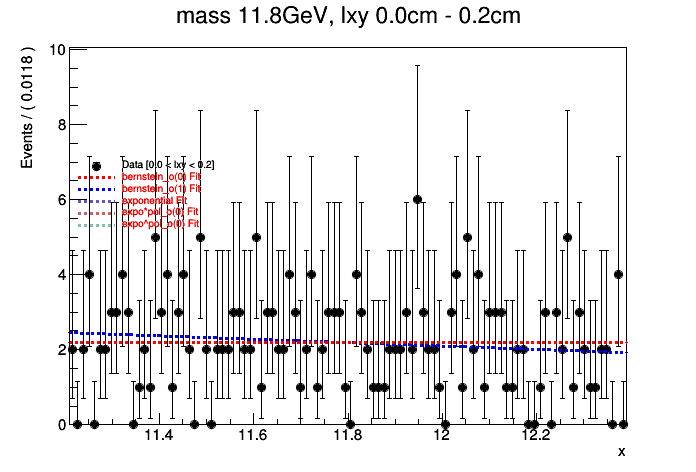 mass 11.8GeV, lxy 0.0cm - 0.2cm
Events / ( 0.0118 )
10
8
6
4
2
0
Data [0.0 < lxy < 0.2]
bernstein_o(0) Fit
bernstein_o(1) Fit
exponential Fit
expo*pol_o(0) Fit
expo^pol_o(0) Fit
11.4 11.6 11.8 12 12.2
x